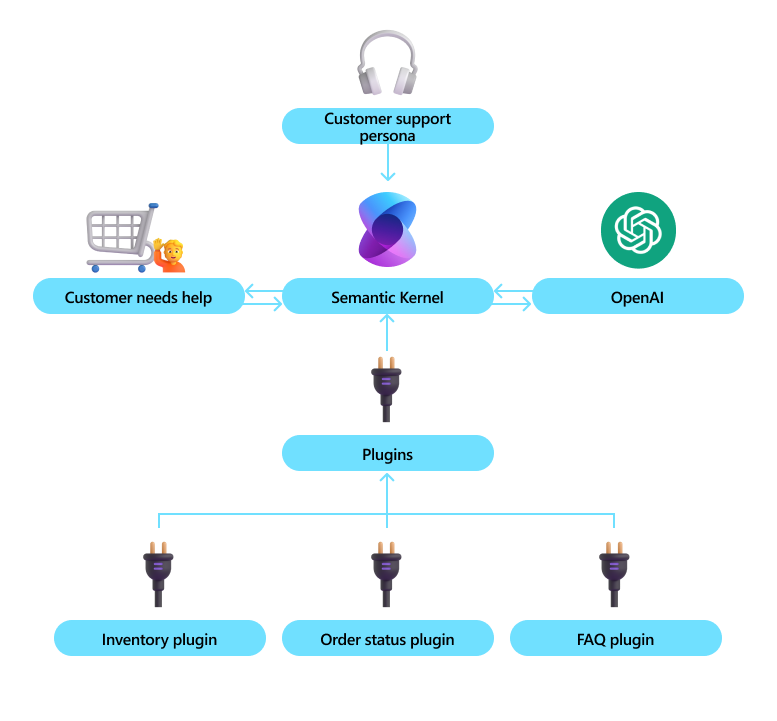 Customer support
persona
Customer needs help
Semantic Kernel
OpenAI
Plugins
Inventory plugin
Order status plugin
FAQ plugin